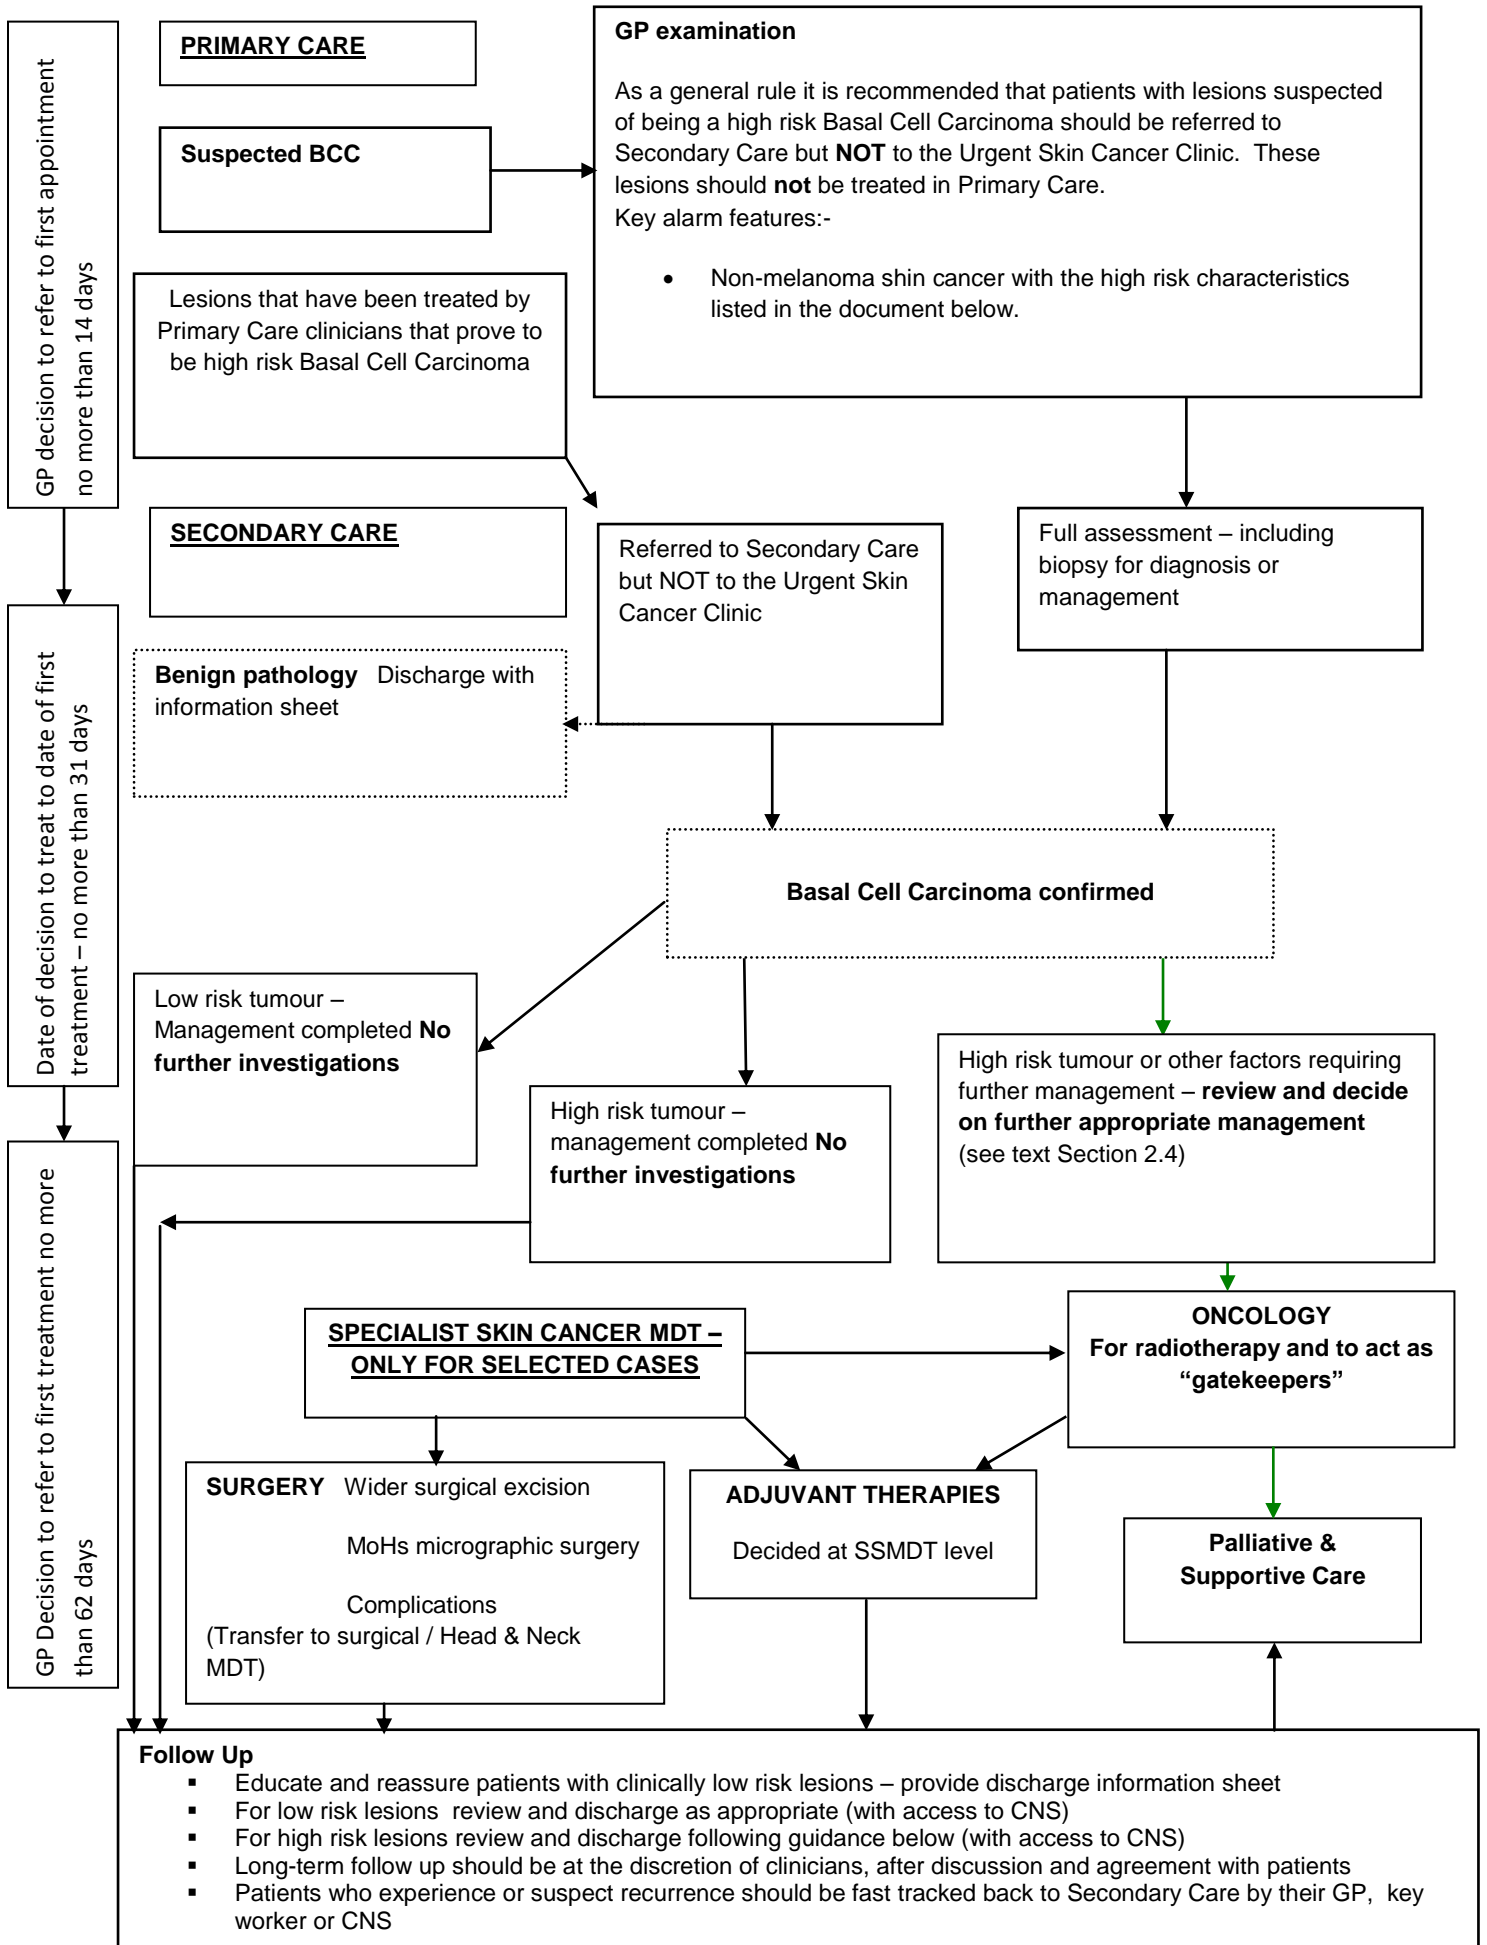 GP decision to refer to first appointment
no more than 14 days
PRIMARY CARE
Suspected BCC
GP examination
As a general rule it is recommended that patients with lesions suspected
of being a high risk Basal Cell Carcinoma should be referred to
Secondary Care but NOT to the Urgent Skin Cancer Clinic.  These
lesions should not be treated in Primary Care.
Key alarm features:-
• Non-melanoma shin cancer with the high risk characteristics
listed in the document below.
Lesions that have been treated by
Primary Care clinicians that prove to
be high risk Basal Cell Carcinoma
SECONDARY CARE
Referred to Secondary Care
but NOT to the Urgent Skin
Cancer Clinic
Full assessment – including
biopsy for diagnosis or
management
Date of decision to treat to date of first
treatment – no more than 31 days
Benign pathology   Discharge with
information sheet
Basal Cell Carcinoma confirmed
Low risk tumour –
Management completed No
further investigations
High risk tumour –
management completed No
further investigations
High risk tumour or other factors requiring
further management – review and decide
on further appropriate management
(see text Section 2.4)
GP Decision to refer to first treatment no more
than 62 days
SPECIALIST SKIN CANCER MDT –
ONLY FOR SELECTED CASES
ONCOLOGY
For radiotherapy and to act as
“gatekeepers”
SURGERY   Wider surgical excision
MoHs micrographic surgery
Complications
(Transfer to surgical / Head & Neck
MDT)
ADJUVANT THERAPIES
Decided at SSMDT level
Palliative &
Supportive Care
Follow Up
▪ Educate and reassure patients with clinically low risk lesions – provide discharge information sheet
▪ For low risk lesions  review and discharge as appropriate (with access to CNS)
▪ For high risk lesions review and discharge following guidance below (with access to CNS)
▪ Long-term follow up should be at the discretion of clinicians, after discussion and agreement with patients
▪ Patients who experience or suspect recurrence should be fast tracked back to Secondary Care by their GP,  key
worker or CNS